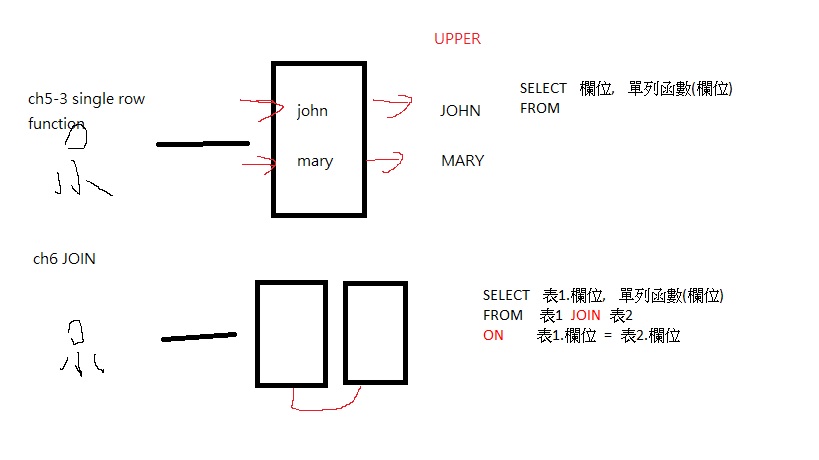 UPPER
ch5-3 single row
function
john
JOHN
mary
MARY
SELECT 欄位, 單列函數(欄位)
FROM
ch6 JOIN
SELECT 表1.欄位, 單列函數(欄位)
FROM 表1 JOIN 表2
ON 表1.欄位 = 表2.欄位